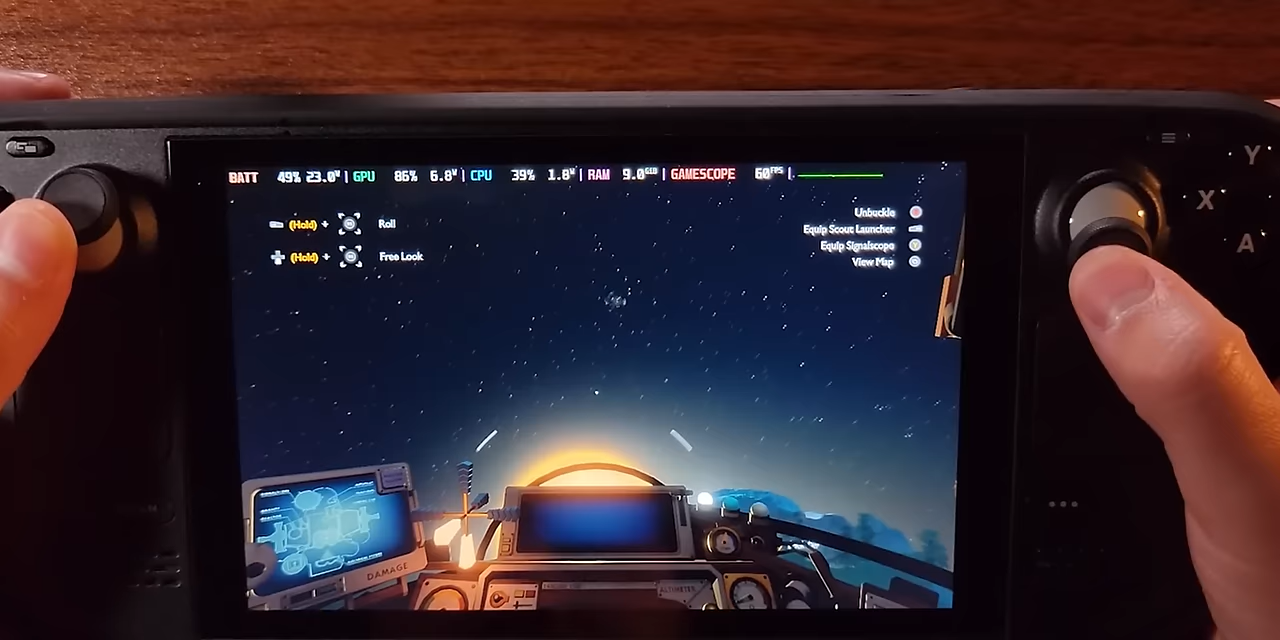 BATT 49% 23.0W | GPU 86% 6.8W | CPU 39% 1.8W | RAM 9.0GiB | GAMESCOPE 60FPS |
(Hold) + Roll
(Hold) + Free Look
Unbuckle
Equip Scout Launcher
Equip Signalscope Y
View Map
Y
X
A
DAMAGE
ALTIMETER